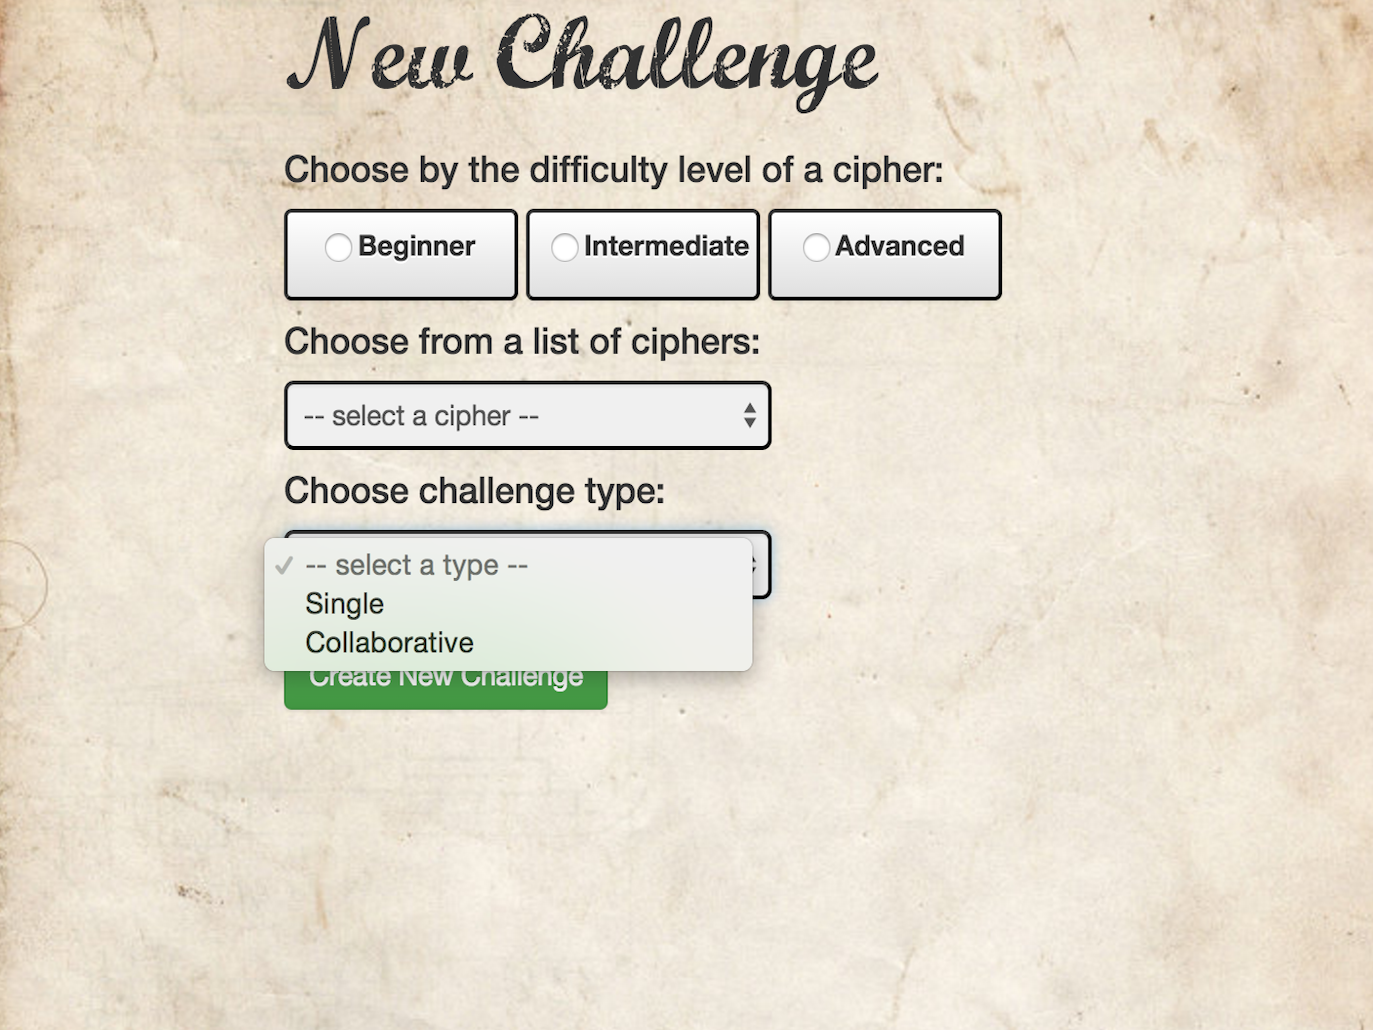 New Challenge
Choose by the difficulty level of a cipher:
Beginner Intermediate Advanced
Choose from a list of ciphers:
-- select a cipher --
Choose challenge type:
✓ -- select a type --
Single
Collaborative
Create New Challenge